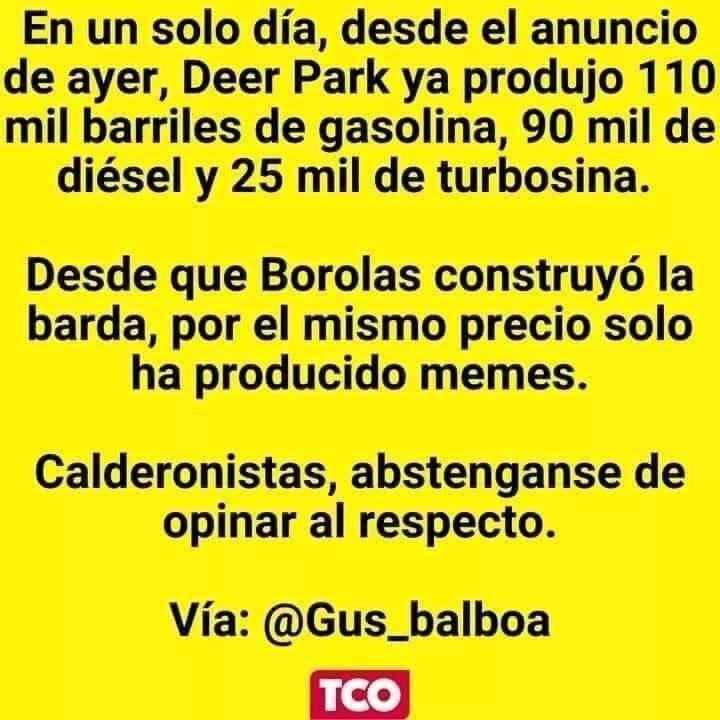 En un solo día, desde el anuncio
de ayer, Deer Park ya produjo 110
mil barriles de gasolina, 90 mil de
diésel y 25 mil de turbosina.
Desde que Borolas construyó la
barda, por el mismo precio solo
ha producido memes.
Calderonistas, abstenganse de
opinar al respecto.
Vía: @Gus_balboa
TCO